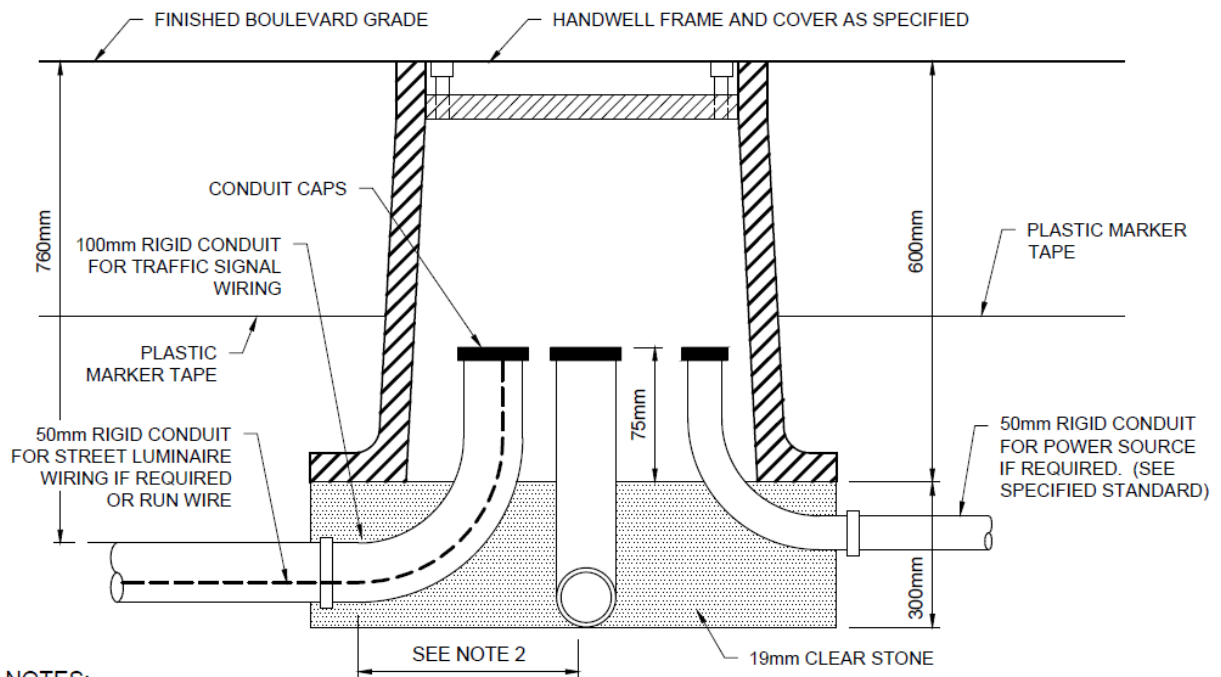 FINISHED BOULEVARD GRADE
HANDWELL FRAME AND COVER AS SPECIFIED
CONDUIT CAPS
760mm
100mm RIGID CONDUIT
FOR TRAFFIC SIGNAL
WIRING
600mm
PLASTIC MARKER
TAPE
PLASTIC
MARKER TAPE
75mm
50mm RIGID CONDUIT
FOR STREET LUMINAIRE
WIRING IF REQUIRED
OR RUN WIRE
50mm RIGID CONDUIT
FOR POWER SOURCE
IF REQUIRED. (SEE
SPECIFIED STANDARD)
300mm
SEE NOTE 2
19mm CLEAR STONE
NOTES: